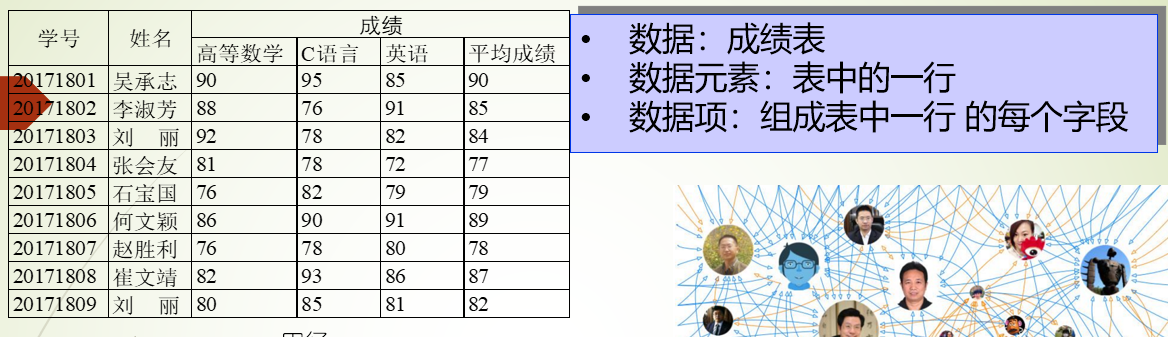 学号 姓名 成绩
高等数学 C语言 英语 平均成绩
20171801 吴承志 90 95 85 90
20171802 李淑芳 88 76 91 85
20171803 刘 丽 92 78 82 84
20171804 张会友 81 78 72 77
20171805 石宝国 76 82 79 79
20171806 何文颖 86 90 91 89
20171807 赵胜利 76 78 80 78
20171808 崔文靖 82 93 86 87
20171809 刘 丽 80 85 81 82
• 数据：成绩表
• 数据元素：表中的一行
• 数据项：组成表中一行 的每个字段